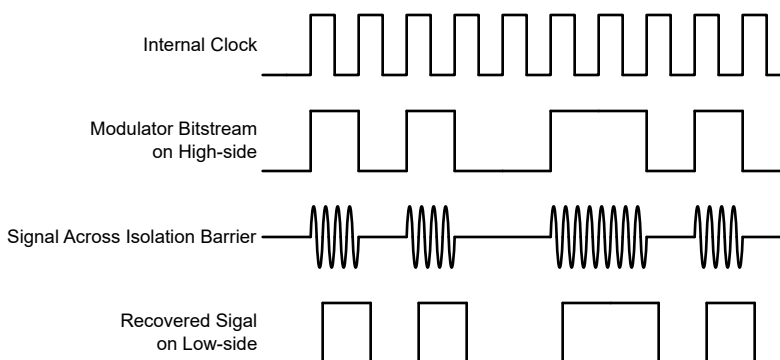 Internal Clock
Modulator Bitstream
on High-side
Signal Across Isolation Barrier
Recovered Sigal
on Low-side